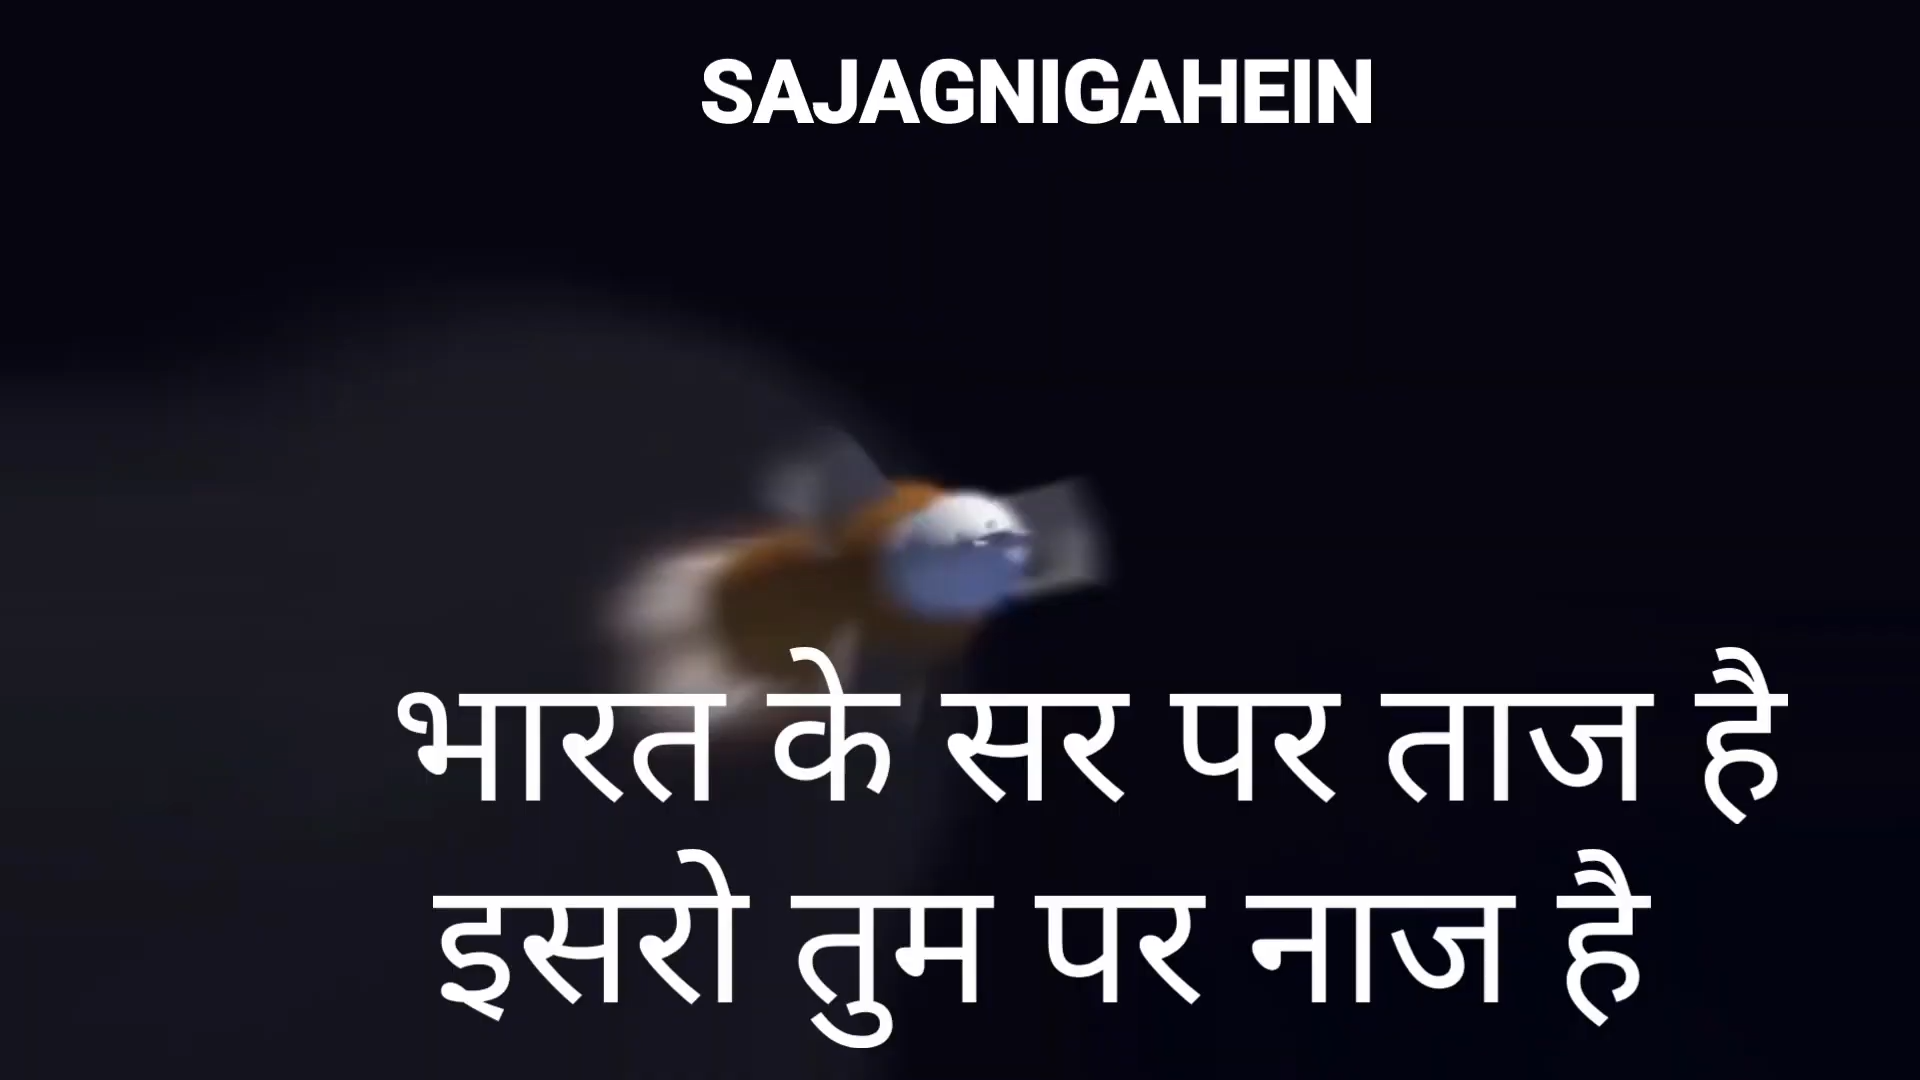 SAJAGNIGAHEIN
भारत के सर पर ताज है
इसरो तुम पर नाज है